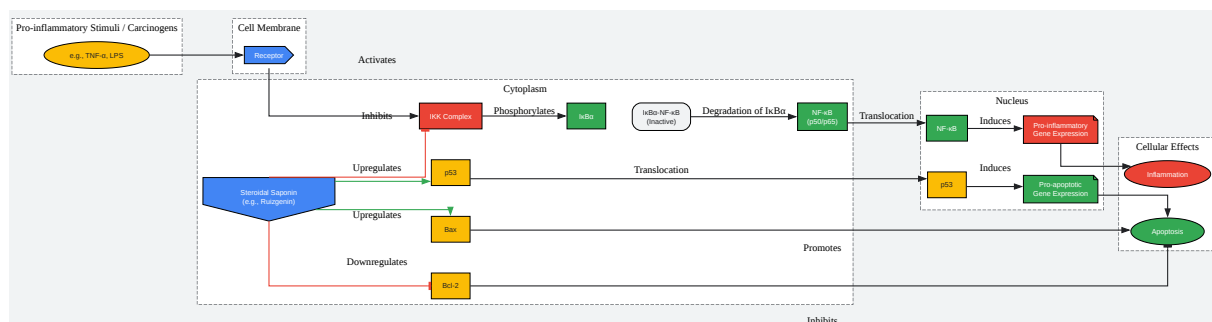 Pro-inflammatory Stimuli / Carcinogens
e.g., TNF-α, LPS
Cell Membrane
Receptor
Activates
Cytoplasm
Inhibits
IKK Complex
Phosphorylates
IκBα
IκBα-NF-κB
(Inactive)
Degradation of IκBα
NF-κB
(p50/p65)
Translocation
Nucleus
NF-κB
Induces
Pro-inflammatory
Gene Expression
Cellular Effects
Inflammation
Steroidal Saponin
(e.g., Ruizgenin)
Upregulates
p53
Translocation
p53
Induces
Pro-apoptotic
Gene Expression
Upregulates
Bax
Promotes
Apoptosis
Downregulates
Bcl-2
Inhibits